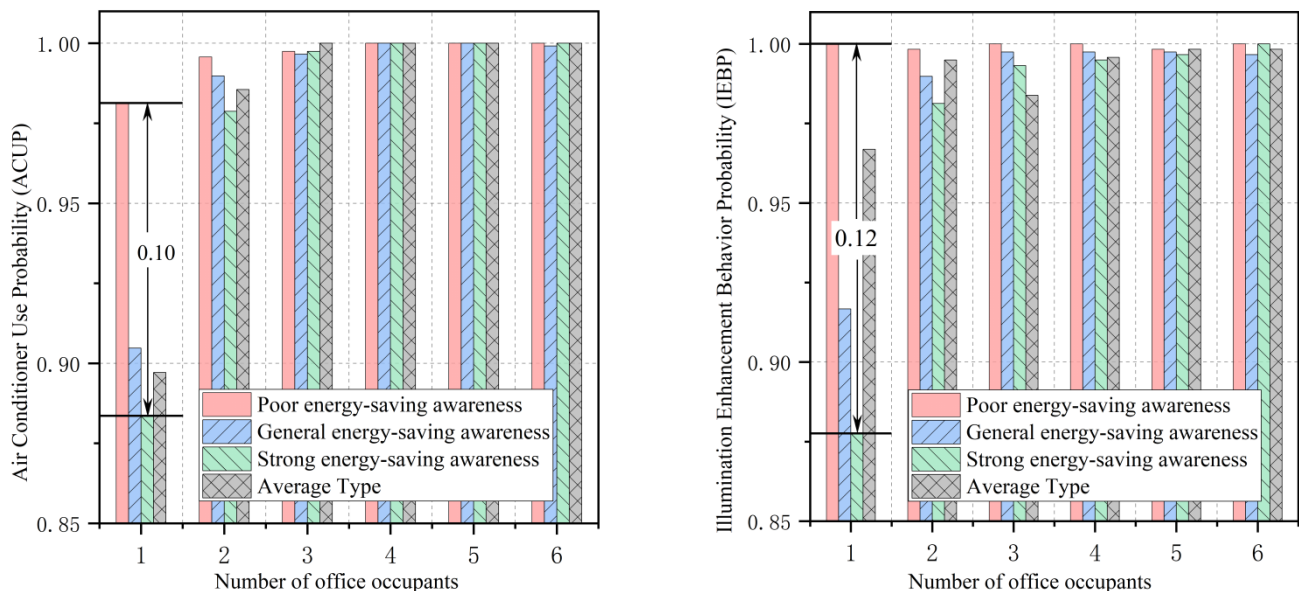 Air Conditioner Use Probability (ACUP)
1.00
0.95
0.90
0.85
0.10
Poor energy-saving awareness
General energy-saving awareness
Strong energy-saving awareness
Average Type
1 2 3 4 5 6
Number of office occupants
Illumination Enhancement Behavior Probability (IEBP)
1.00
0.95
0.90
0.85
0.12
Poor energy-saving awareness
General energy-saving awareness
Strong energy-saving awareness
Average Type
1 2 3 4 5 6
Number of office occupants